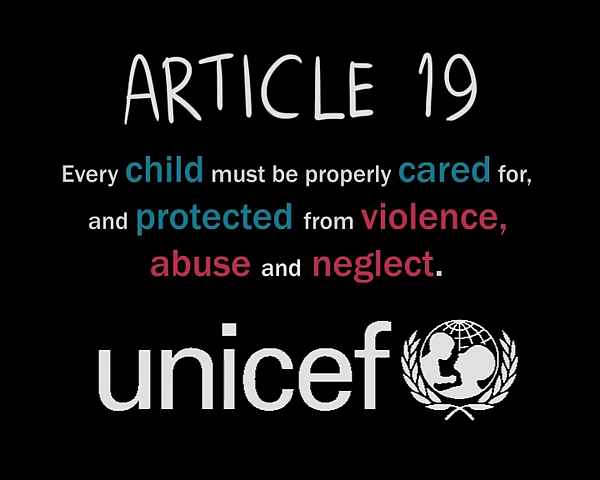 ARTICLE 19
Every child must be properly cared for,
and protected from violence,
abuse and neglect.
unicef